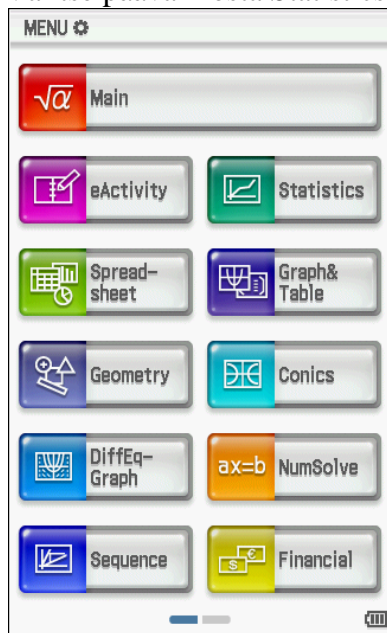 MENU
√α Main
eActivity
Statistics
Spread-
sheet
Graph&
Table
Geometry
Conics
DiffEq-
Graph
ax=b NumSolve
Sequence
$ € Financial